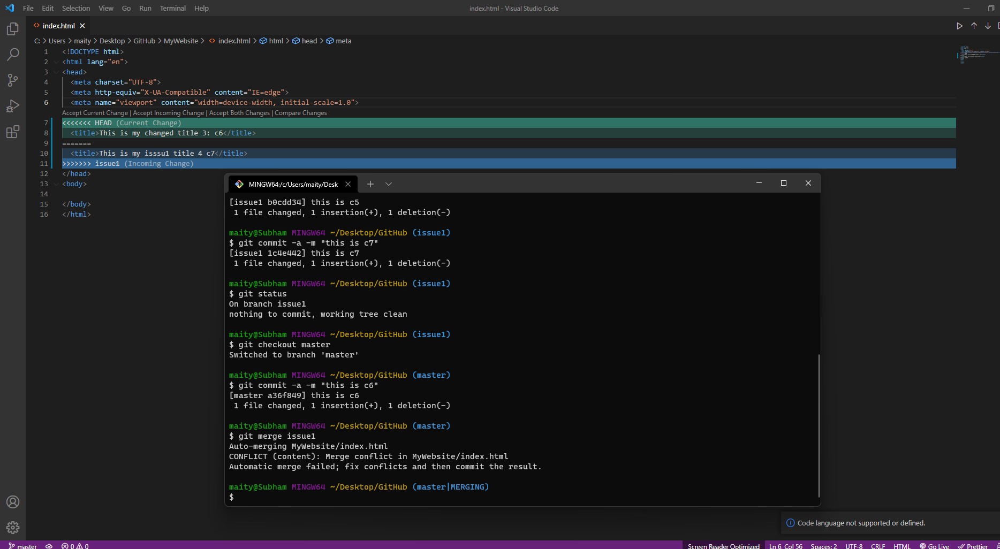 File Edit Selection View Go Run Terminal Help
index.html - Visual Studio Code
index.html
C: > Users > maity > Desktop > GitHub > MyWebsite > index.html > html > head > meta
1 <!DOCTYPE html>
2 <html lang="en">
3 <head>
4 <meta charset="UTF-8">
5 <meta http-equiv="X-UA-Compatible" content="IE=edge">
6 <meta name="viewport" content="width=device-width, initial-scale=1.0">
Accept Current Change | Accept Incoming Change | Accept Both Changes | Compare Changes
7 <<<<<<< HEAD (Current Change)
8 <title>This is my changed title 3: c6</title>
9 =======
10 <title>This is my isssu1 title 4 c7</title>
11 >>>>>>> issue1 (Incoming Change)
12 </head>
13 <body>
14
15 </body>
16 </html>
MINGW64:/c/Users/maity/Desk
[issue1 b0cdd34] this is c5
1 file changed, 1 insertion(+), 1 deletion(-)
maity@Subham MINGW64 ~/Desktop/GitHub (issue1)
$ git commit -a -m "this is c7"
[issue1 1c4e442] this is c7
1 file changed, 1 insertion(+), 1 deletion(-)
maity@Subham MINGW64 ~/Desktop/GitHub (issue1)
$ git status
On branch issue1
nothing to commit, working tree clean
maity@Subham MINGW64 ~/Desktop/GitHub (issue1)
$ git checkout master
Switched to branch 'master'
maity@Subham MINGW64 ~/Desktop/GitHub (master)
$ git commit -a -m "this is c6"
[master a36f849] this is c6
1 file changed, 1 insertion(+), 1 deletion(-)
maity@Subham MINGW64 ~/Desktop/GitHub (master)
$ git merge issue1
Auto-merging MyWebsite/index.html
CONFLICT (content): Merge conflict in MyWebsite/index.html
Automatic merge failed; fix conflicts and then commit the result.
maity@Subham MINGW64 ~/Desktop/GitHub (master|MERGING)
$
Code language not supported or defined.
master 0 0 Screen Reader Optimized Ln 6, Col 56 Spaces: 2 UTF-8 CRLF HTML Go Live Prettier